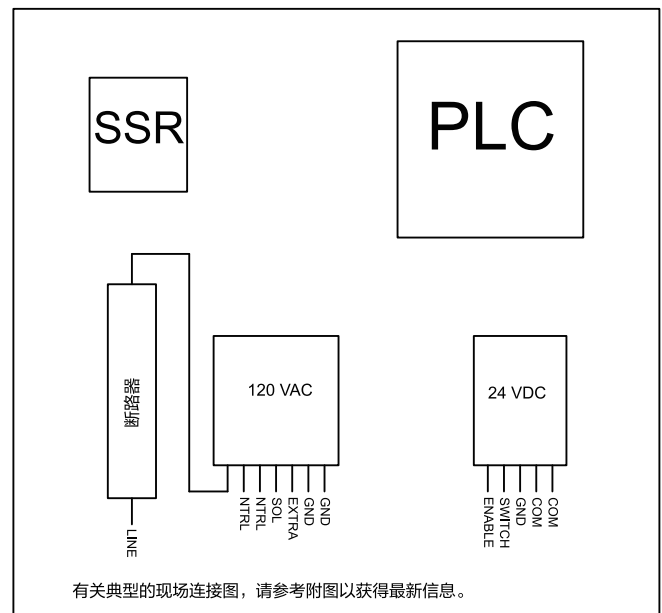 SSR
PLC
断路器
120 VAC
24 VDC
LINE
NTRL
NTRL
SOL
EXTRA
GND
GND
ENABLE
SWITCH
GND
COM
COM
有关典型的现场连接图，请参考附图以获得最新信息。